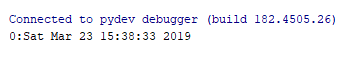 Connected to pydev debugger (build 182.4505.26)
0:Sat Mar 23 15:38:33 2019